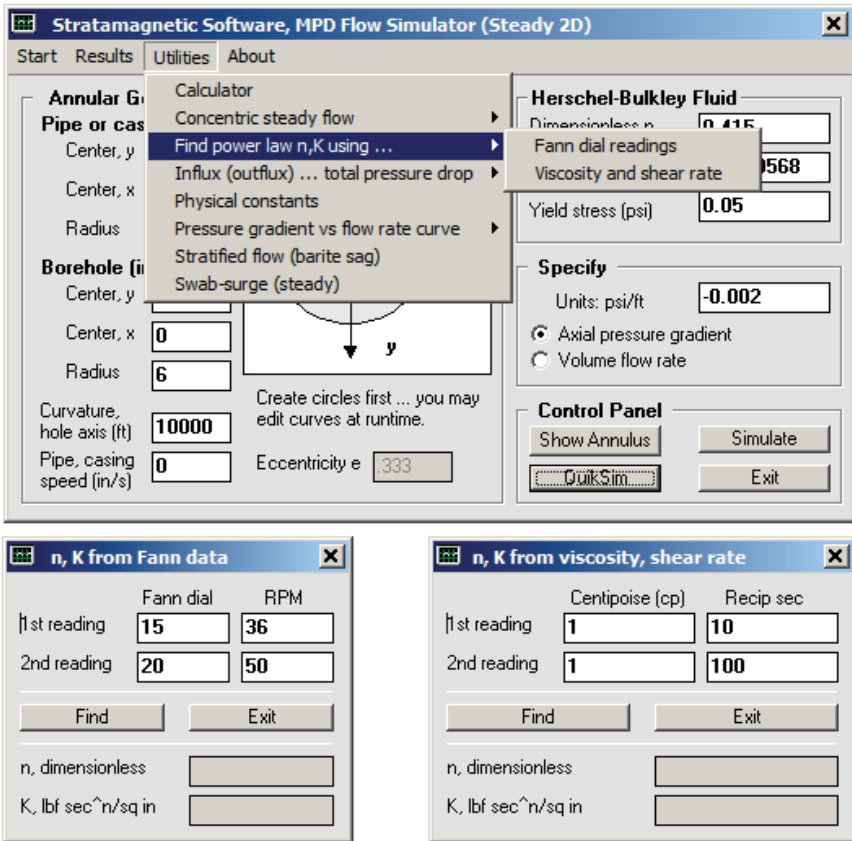 Stratamagnetic Software, MPD Flow Simulator (Steady 2D)
Start Results Utilities About
Annular G
Pipe or cas
Center, y
Center, x
Radius
Borehole (i
Center, y
Center, x 0
Radius 6
Curvature,
hole axis (ft) 10000
Pipe, casing
speed (in/s) 0
Calculator
Concentric steady flow
Find power law n,K using ...
Influx (outflux) ... total pressure drop
Physical constants
Pressure gradient vs flow rate curve
Stratified flow (barite sag)
Swab-surge (steady)
Fann dial readings
Viscosity and shear rate
y
Create circles first ... you may
edit curves at runtime.
Eccentricity e .333
Herschel-Bulkley Fluid
Dimensionless n 0.415
0568
Yield stress (psi) 0.05
Specify
Units: psi/ft -0.002
Axial pressure gradient
Volume flow rate
Control Panel
Show Annulus Simulate
QuikSim Exit
n, K from Fann data
Fann dial RPM
1st reading 15 36
2nd reading 20 50
Find Exit
n, dimensionless
K, lbf sec^n/sq in
n, K from viscosity, shear rate
Centipoise (cp) Recip sec
1st reading 1 10
2nd reading 1 100
Find Exit
n, dimensionless
K, lbf sec^n/sq in